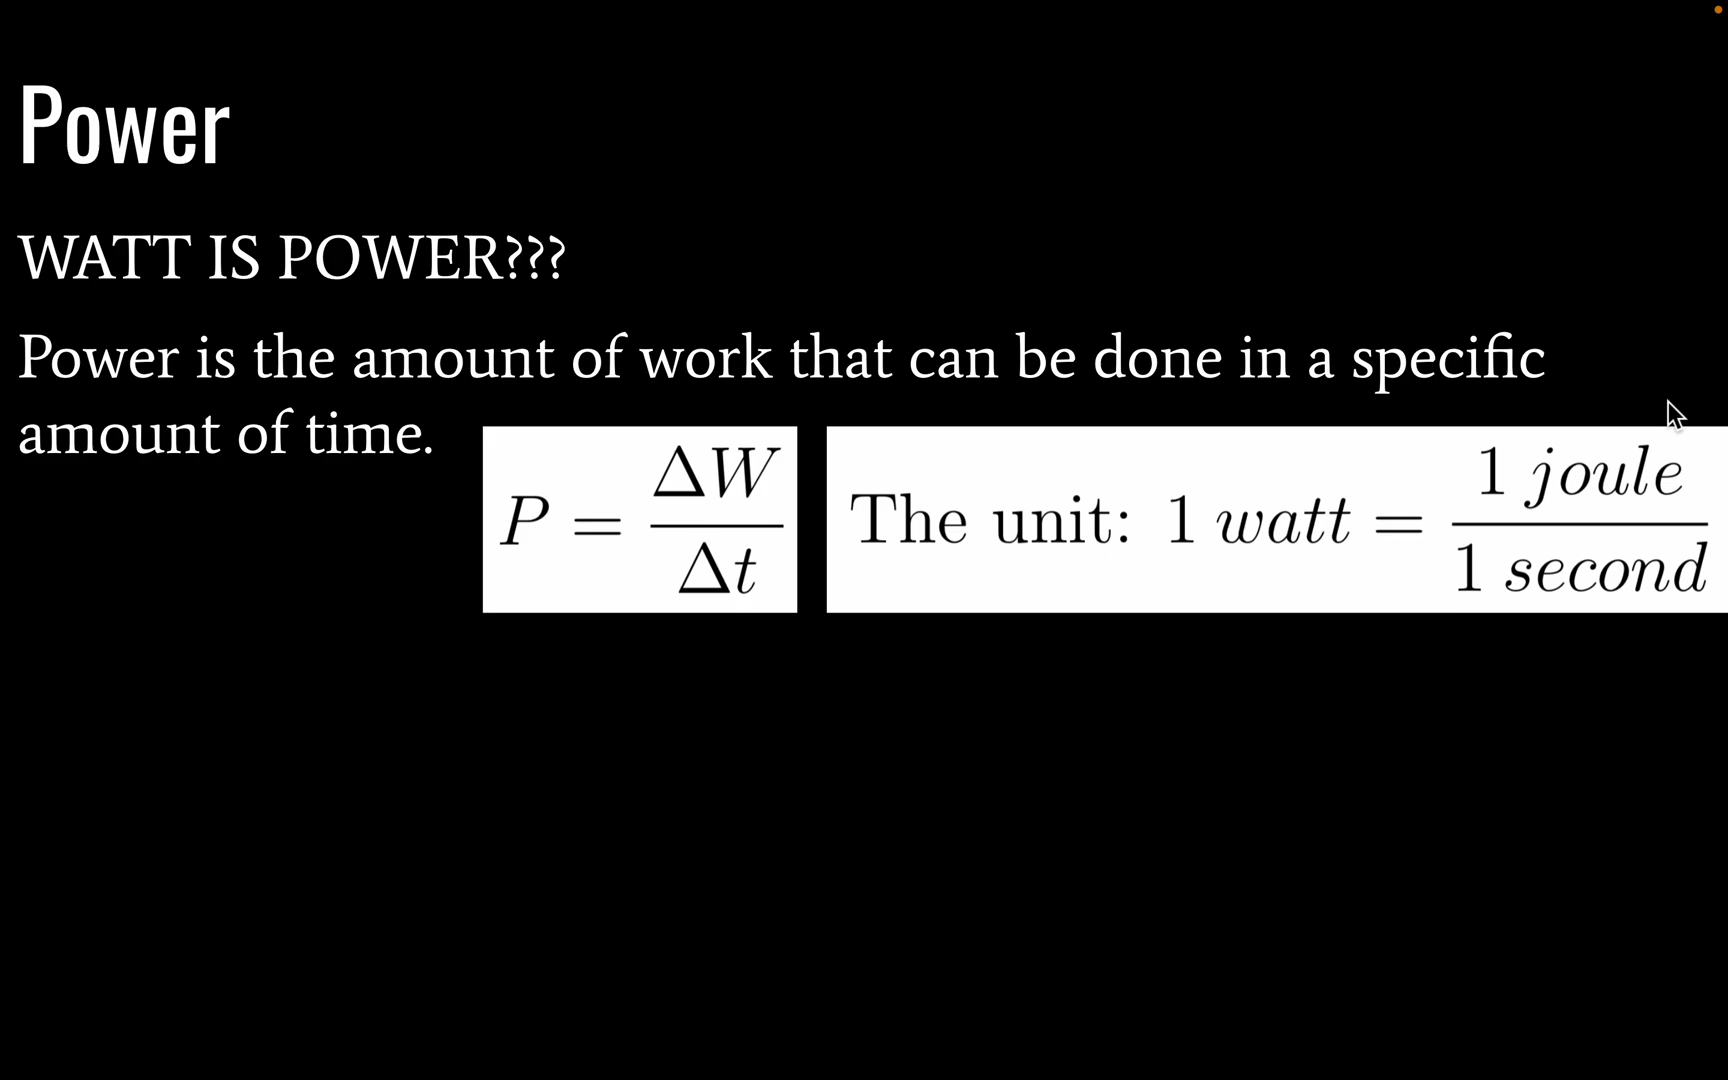 Power
WATT IS POWER???
Power is the amount of work that can be done in a specific
amount of time.
P = ΔW / Δt
The unit: 1 watt = 1 joule / 1 second